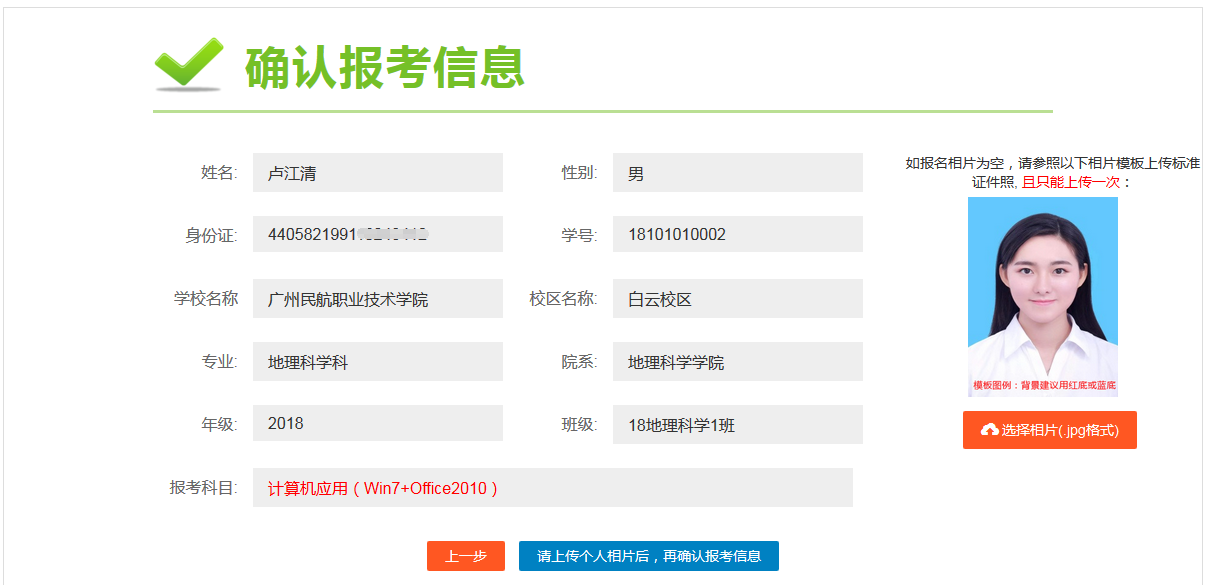 确认报考信息
如报名相片为空，请参照以下相片模板上传标准
证件照, 且只能上传一次：
姓名: 卢江清 性别: 男
身份证: 440582199 学号: 18101010002
学校名称 广州民航职业技术学院 校区名称: 白云校区
专业: 地理科学科 院系: 地理科学学院
模板图例：背景建议用红底或蓝底
年级: 2018 班级: 18地理科学1班
选择相片(.jpg格式)
报考科目: 计算机应用（Win7+Office2010）
上一步 请上传个人相片后，再确认报考信息